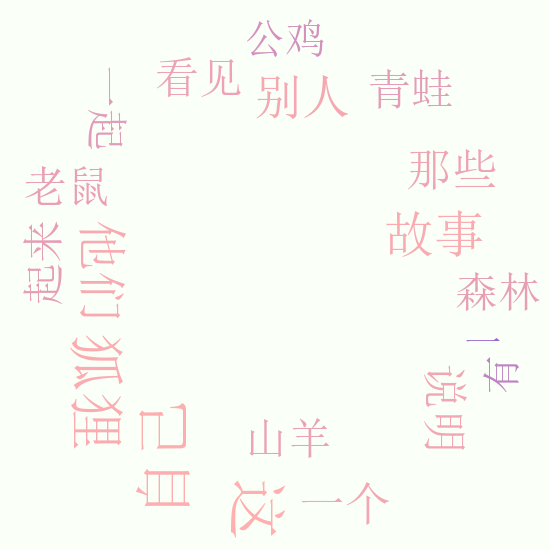 公鸡
看见
别人
青蛙
一起
那些
老鼠
故事
起来
他们
森林
一
有
狐狸
说明
自己
山羊
这
一个